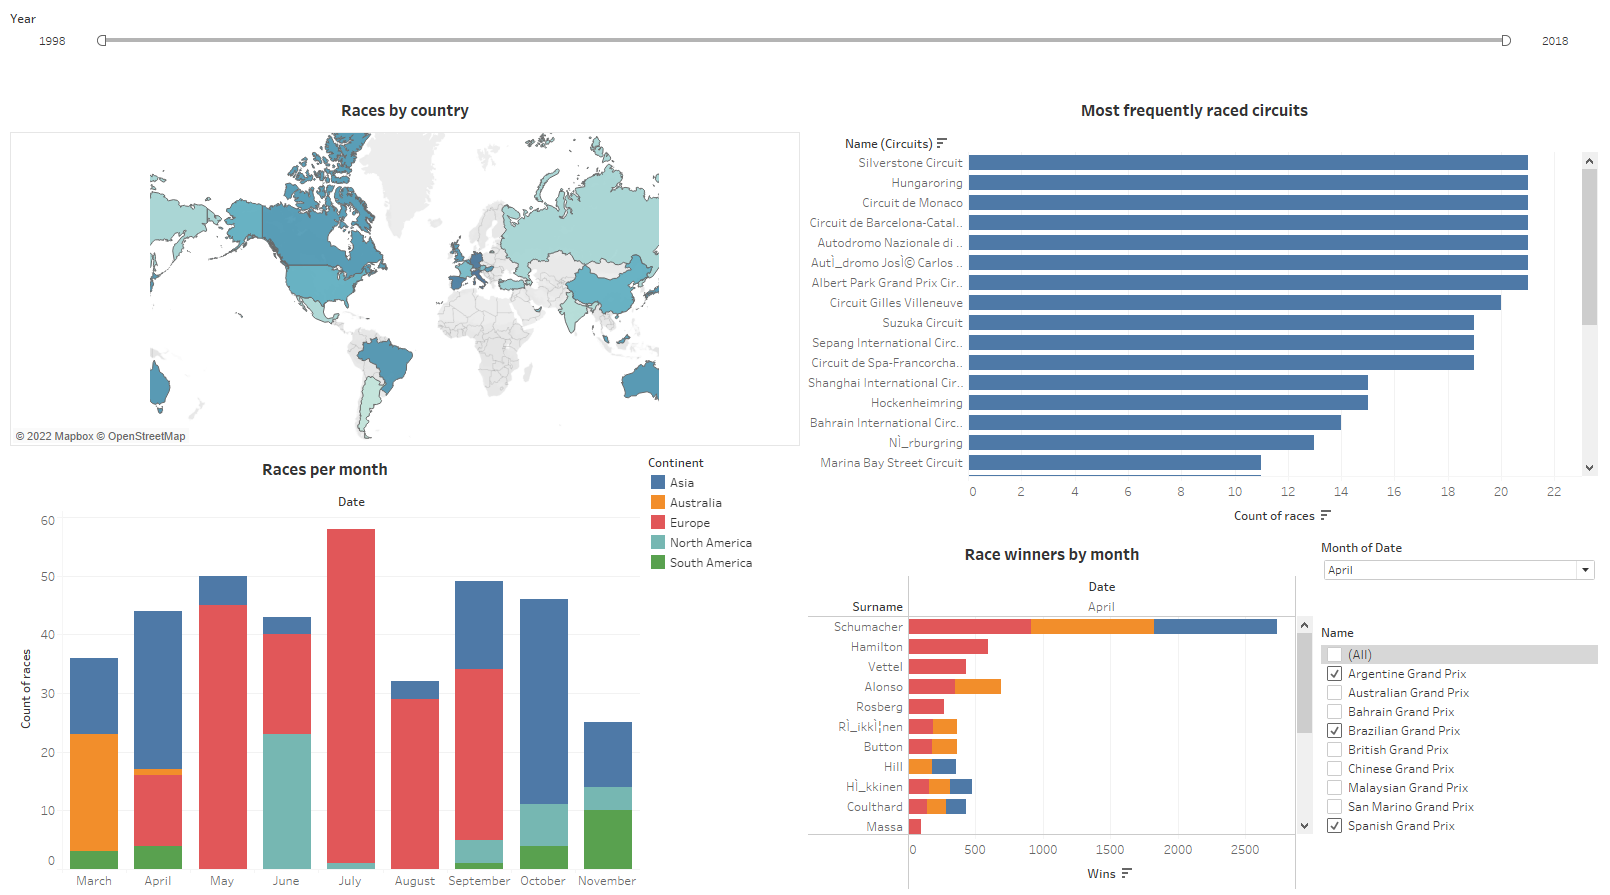 Year
1998
2018
Races by country
© 2022 Mapbox © OpenStreetMap
Most frequently raced circuits
Name (Circuits)
Silverstone Circuit
Hungaroring
Circuit de Monaco
Circuit de Barcelona-Catal..
Autodromo Nazionale di ..
AutÌ_dromo JosÌ© Carlos ..
Albert Park Grand Prix Cir..
Circuit Gilles Villeneuve
Suzuka Circuit
Sepang International Circ..
Circuit de Spa-Francorcha..
Shanghai International Cir..
Hockenheimring
Bahrain International Circ..
NÌ_rburgring
Marina Bay Street Circuit
0 2 4 6 8 10 12 14 16 18 20 22
Count of races
Races per month
Date
Count of races
60
50
40
30
20
10
0
March April May June July August September October November
Continent
Asia
Australia
Europe
North America
South America
Race winners by month
Date
Surname April
Schumacher
Hamilton
Vettel
Alonso
Rosberg
RÌ_ikkÌ¦nen
Button
Hill
HÌ_kkinen
Coulthard
Massa
0 500 1000 1500 2000 2500
Wins
Month of Date
April
Name
(All)
Argentine Grand Prix
Australian Grand Prix
Bahrain Grand Prix
Brazilian Grand Prix
British Grand Prix
Chinese Grand Prix
Malaysian Grand Prix
San Marino Grand Prix
Spanish Grand Prix